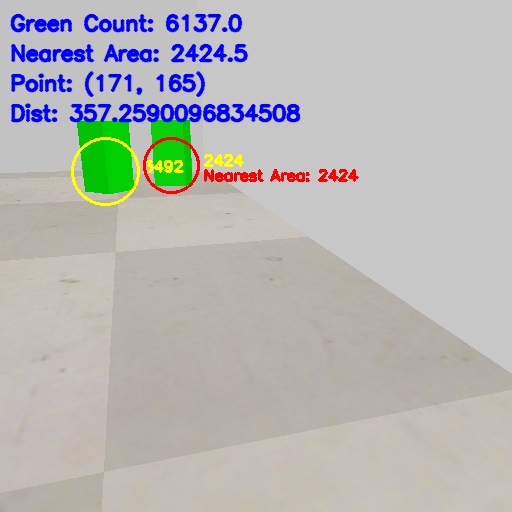 Green Count: 6137.0
Nearest Area: 2424.5
Point: (171, 165)
Dist: 357.2590096834508
2424
Nearest Area: 2424